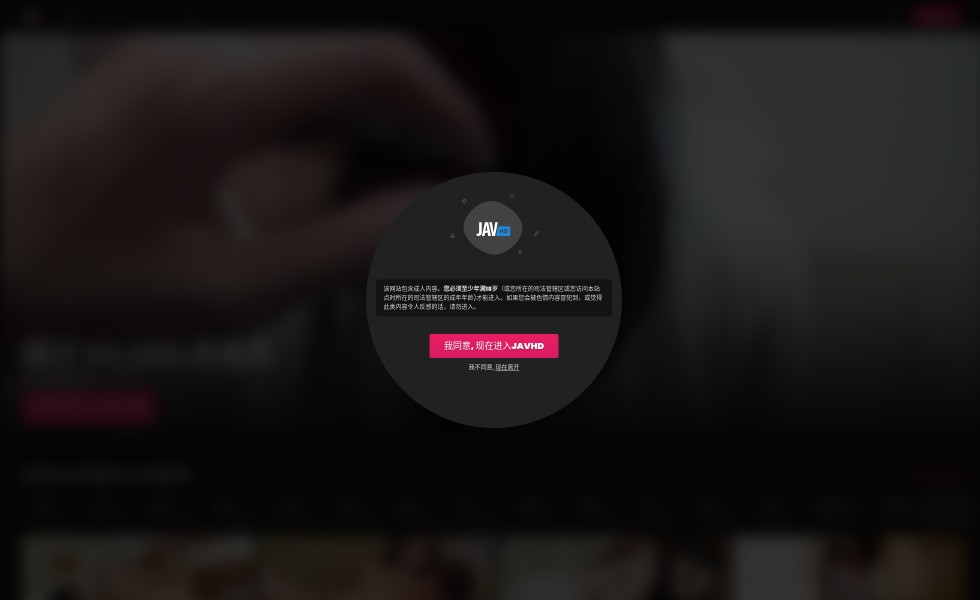 JAV HD
该网站包含成人内容。您必须至少年满18岁（或您所在的司法管辖区或您访问本站
点时所在的司法管辖区的成年年龄)才能进入。如果您会被色情内容冒犯到，或觉得
此类内容令人反感的话，请勿进入。
我同意, 现在进入JAVHD
我不同意, 现在离开